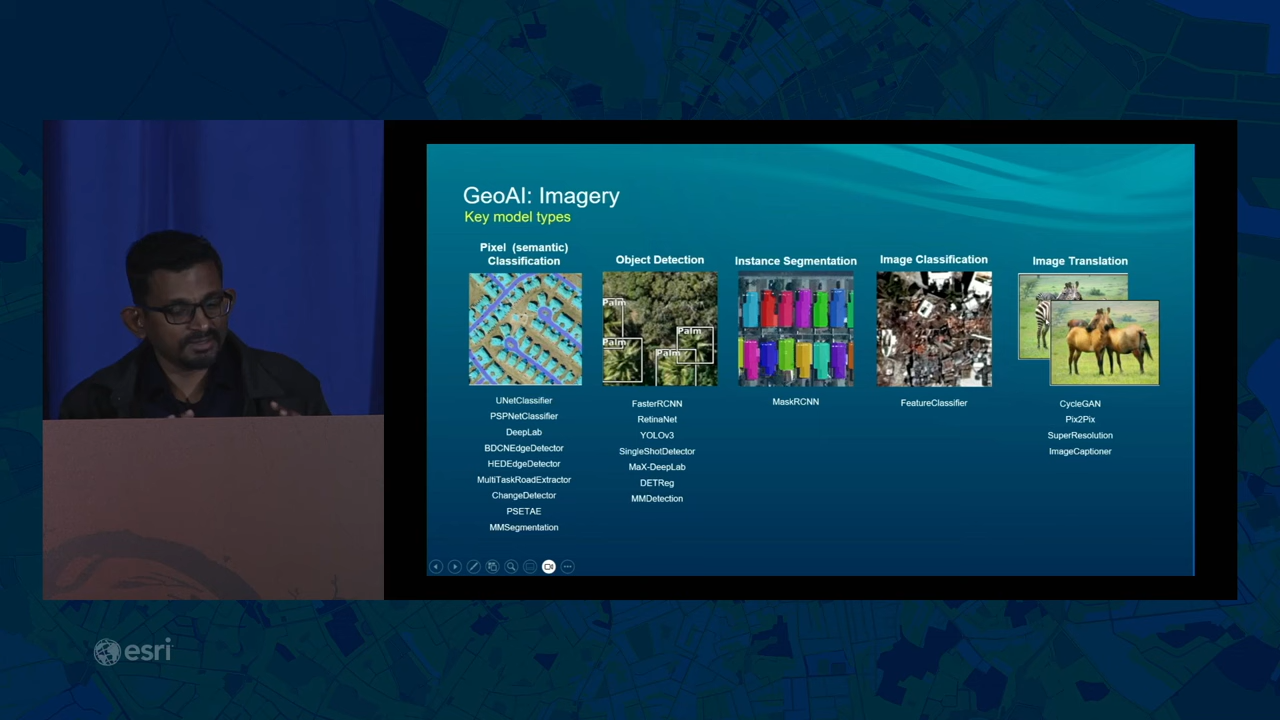 GeoAI: Imagery
Key model types
Pixel (semantic)
Classification
UNetClassifier
PSPNetClassifier
DeepLab
BDCNEdgeDetector
HEDEdgeDetector
MultiTaskRoadExtractor
ChangeDetector
PSETAE
MMSegmentation
Object Detection
Palm
Palm
Palm
Palm
FasterRCNN
RetinaNet
YOLOv3
SingleShotDetector
MaX-DeepLab
DETReg
MMDetection
Instance Segmentation
MaskRCNN
Image Classification
FeatureClassifier
Image Translation
CycleGAN
Pix2Pix
SuperResolution
ImageCaptioner
esri